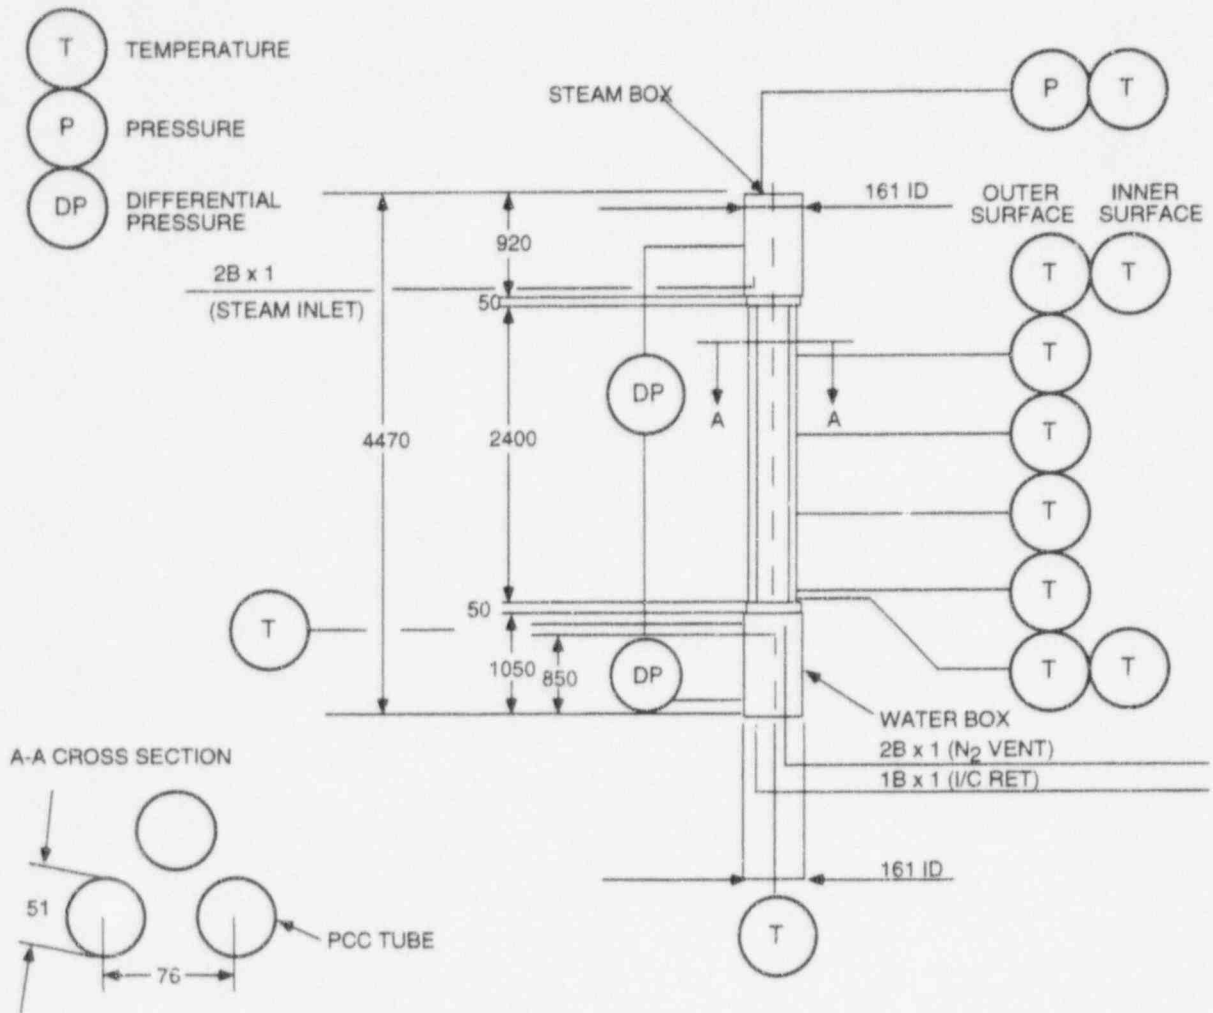 T TEMPERATURE
P PRESSURE
DP DIFFERENTIAL
PRESSURE
STEAM BOX
P T
161 ID
OUTER
SURFACE
INNER
SURFACE
920
2B x 1
(STEAM INLET)
50
T T
T
DP
A A
4470
2400
T
T
T
50
T
1050
850
DP
T T
WATER BOX
2B x 1 (N2 VENT)
1B x 1 (I/C RET)
A-A CROSS SECTION
161 ID
51
PCC TUBE
76
T